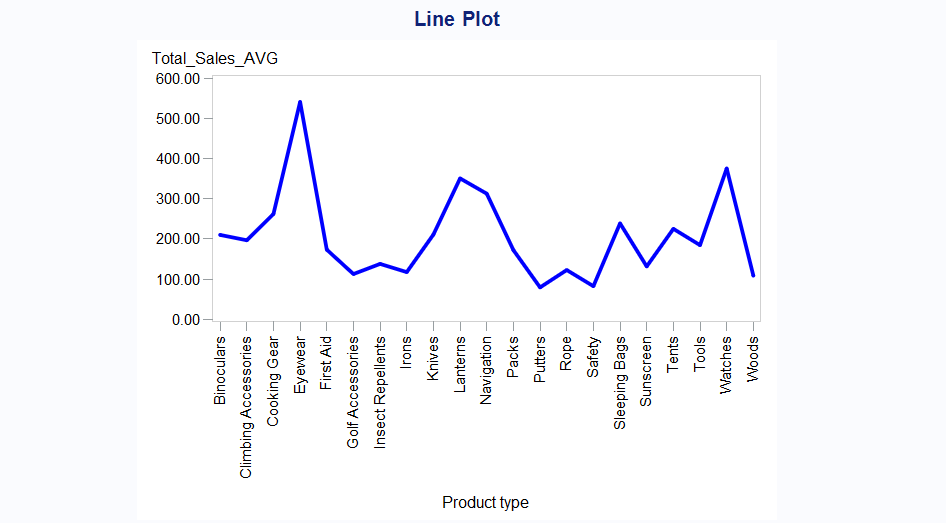 Line Plot
Total_Sales_AVG
600.00
500.00
400.00
300.00
200.00
100.00
0.00
Binoculars
Climbing Accessories
Cooking Gear
Eyewear
First Aid
Golf Accessories
Insect Repellents
Irons
Knives
Lanterns
Navigation
Packs
Putters
Rope
Safety
Sleeping Bags
Sunscreen
Tents
Tools
Watches
Woods
Product type